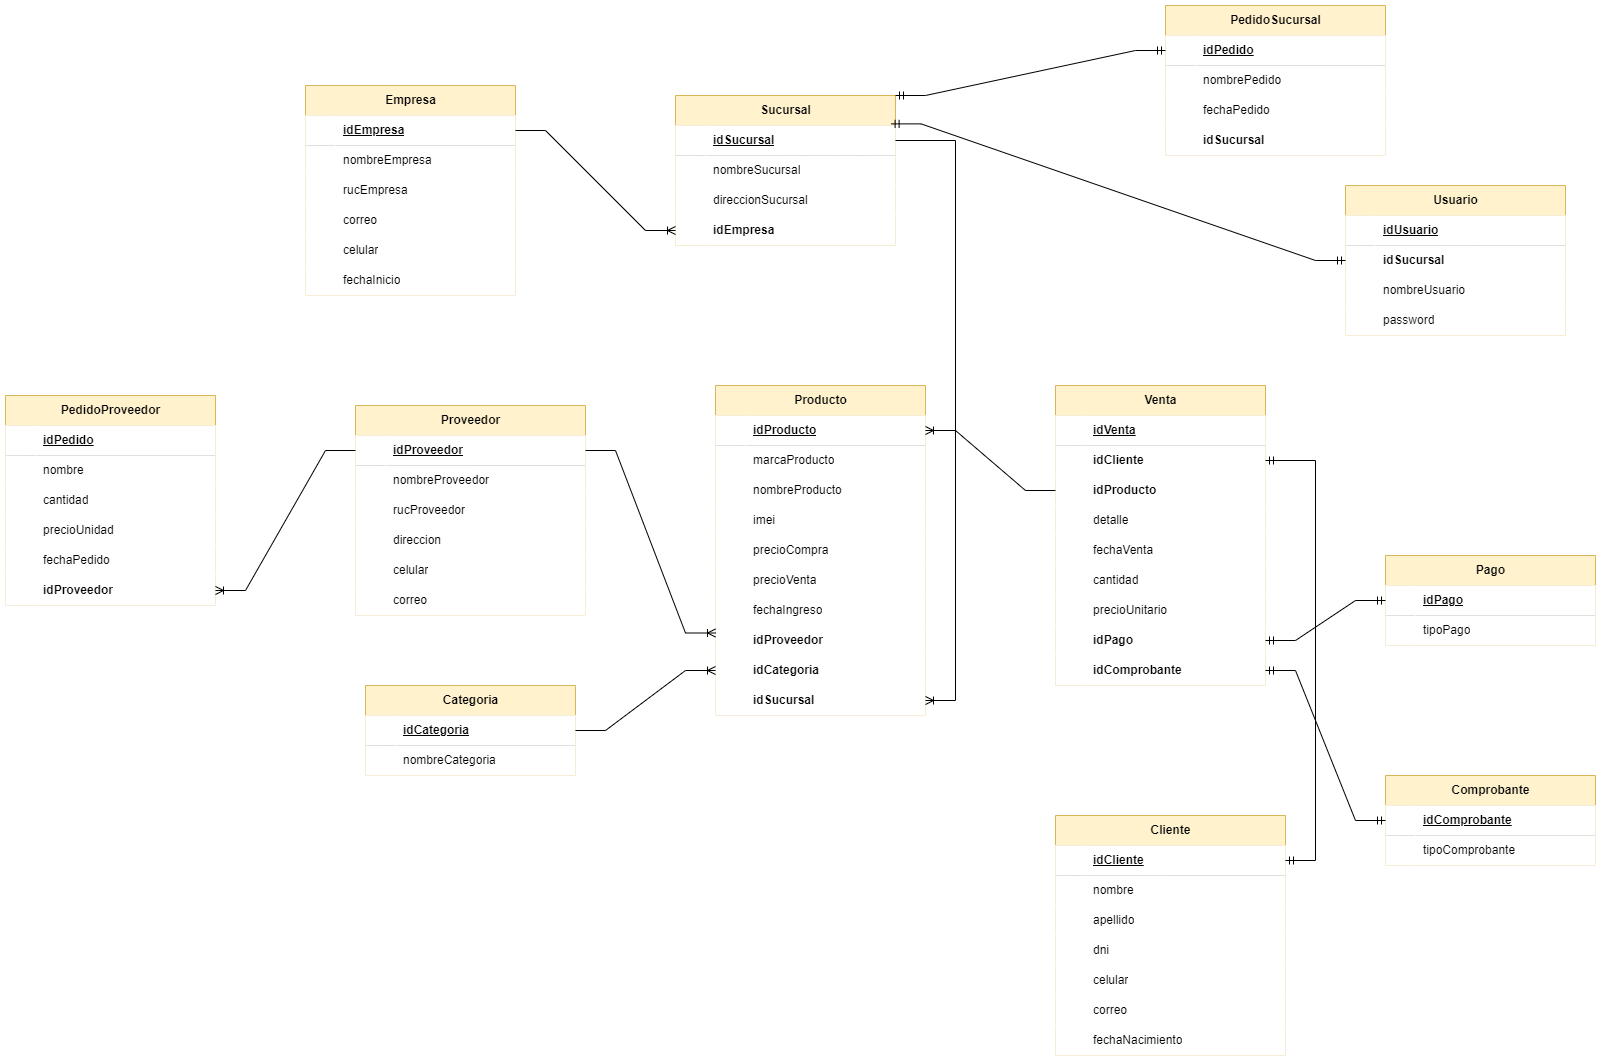 PedidoSucursal
idPedido
nombrePedido
fechaPedido
idSucursal
Empresa
idEmpresa
nombreEmpresa
rucEmpresa
correo
celular
fechaInicio
Sucursal
idSucursal
nombreSucursal
direccionSucursal
idEmpresa
Usuario
idUsuario
idSucursal
nombreUsuario
password
PedidoProveedor
idPedido
nombre
cantidad
precioUnidad
fechaPedido
idProveedor
Proveedor
idProveedor
nombreProveedor
rucProveedor
direccion
celular
correo
Producto
idProducto
marcaProducto
nombreProducto
imei
precioCompra
precioVenta
fechaIngreso
idProveedor
idCategoria
idSucursal
Venta
idVenta
idCliente
idProducto
detalle
fechaVenta
cantidad
precioUnitario
idPago
idComprobante
Pago
idPago
tipoPago
Categoria
idCategoria
nombreCategoria
Comprobante
idComprobante
tipoComprobante
Cliente
idCliente
nombre
apellido
dni
celular
correo
fechaNacimiento